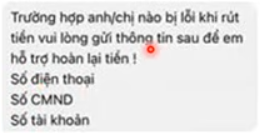 Trường hợp anh/chị nào bị lỗi khi rút
tiền vui lòng gửi thông tin sau để em
hỗ trợ hoàn lại tiền !
Số điện thoại
Số CMND
Số tài khoản